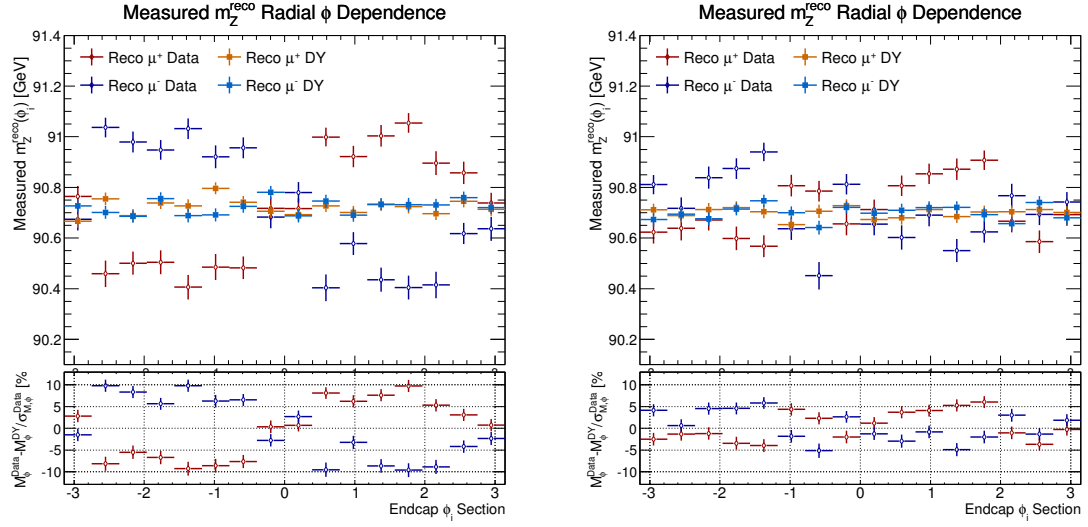 Measured m_Z^reco Radial ϕ Dependence
Measured m_Z^reco(ϕ_i) [GeV]
91.4
91.2
91
90.8
90.6
90.4
90.2
Reco μ⁺ Data
Reco μ⁺ DY
Reco μ⁻ Data
Reco μ⁻ DY
M_ϕ^Data-M_ϕ^DY/σ_M,ϕ^Data [%
10
5
0
-5
-10
-3 -2 -1 0 1 2 3
Endcap ϕ_i Section
Measured m_Z^reco Radial ϕ Dependence
Measured m_Z^reco(ϕ_i) [GeV]
91.4
91.2
91
90.8
90.6
90.4
90.2
Reco μ⁺ Data
Reco μ⁺ DY
Reco μ⁻ Data
Reco μ⁻ DY
M_ϕ^Data-M_ϕ^DY/σ_M,ϕ^Data [%
10
5
0
-5
-10
-3 -2 -1 0 1 2 3
Endcap ϕ_i Section